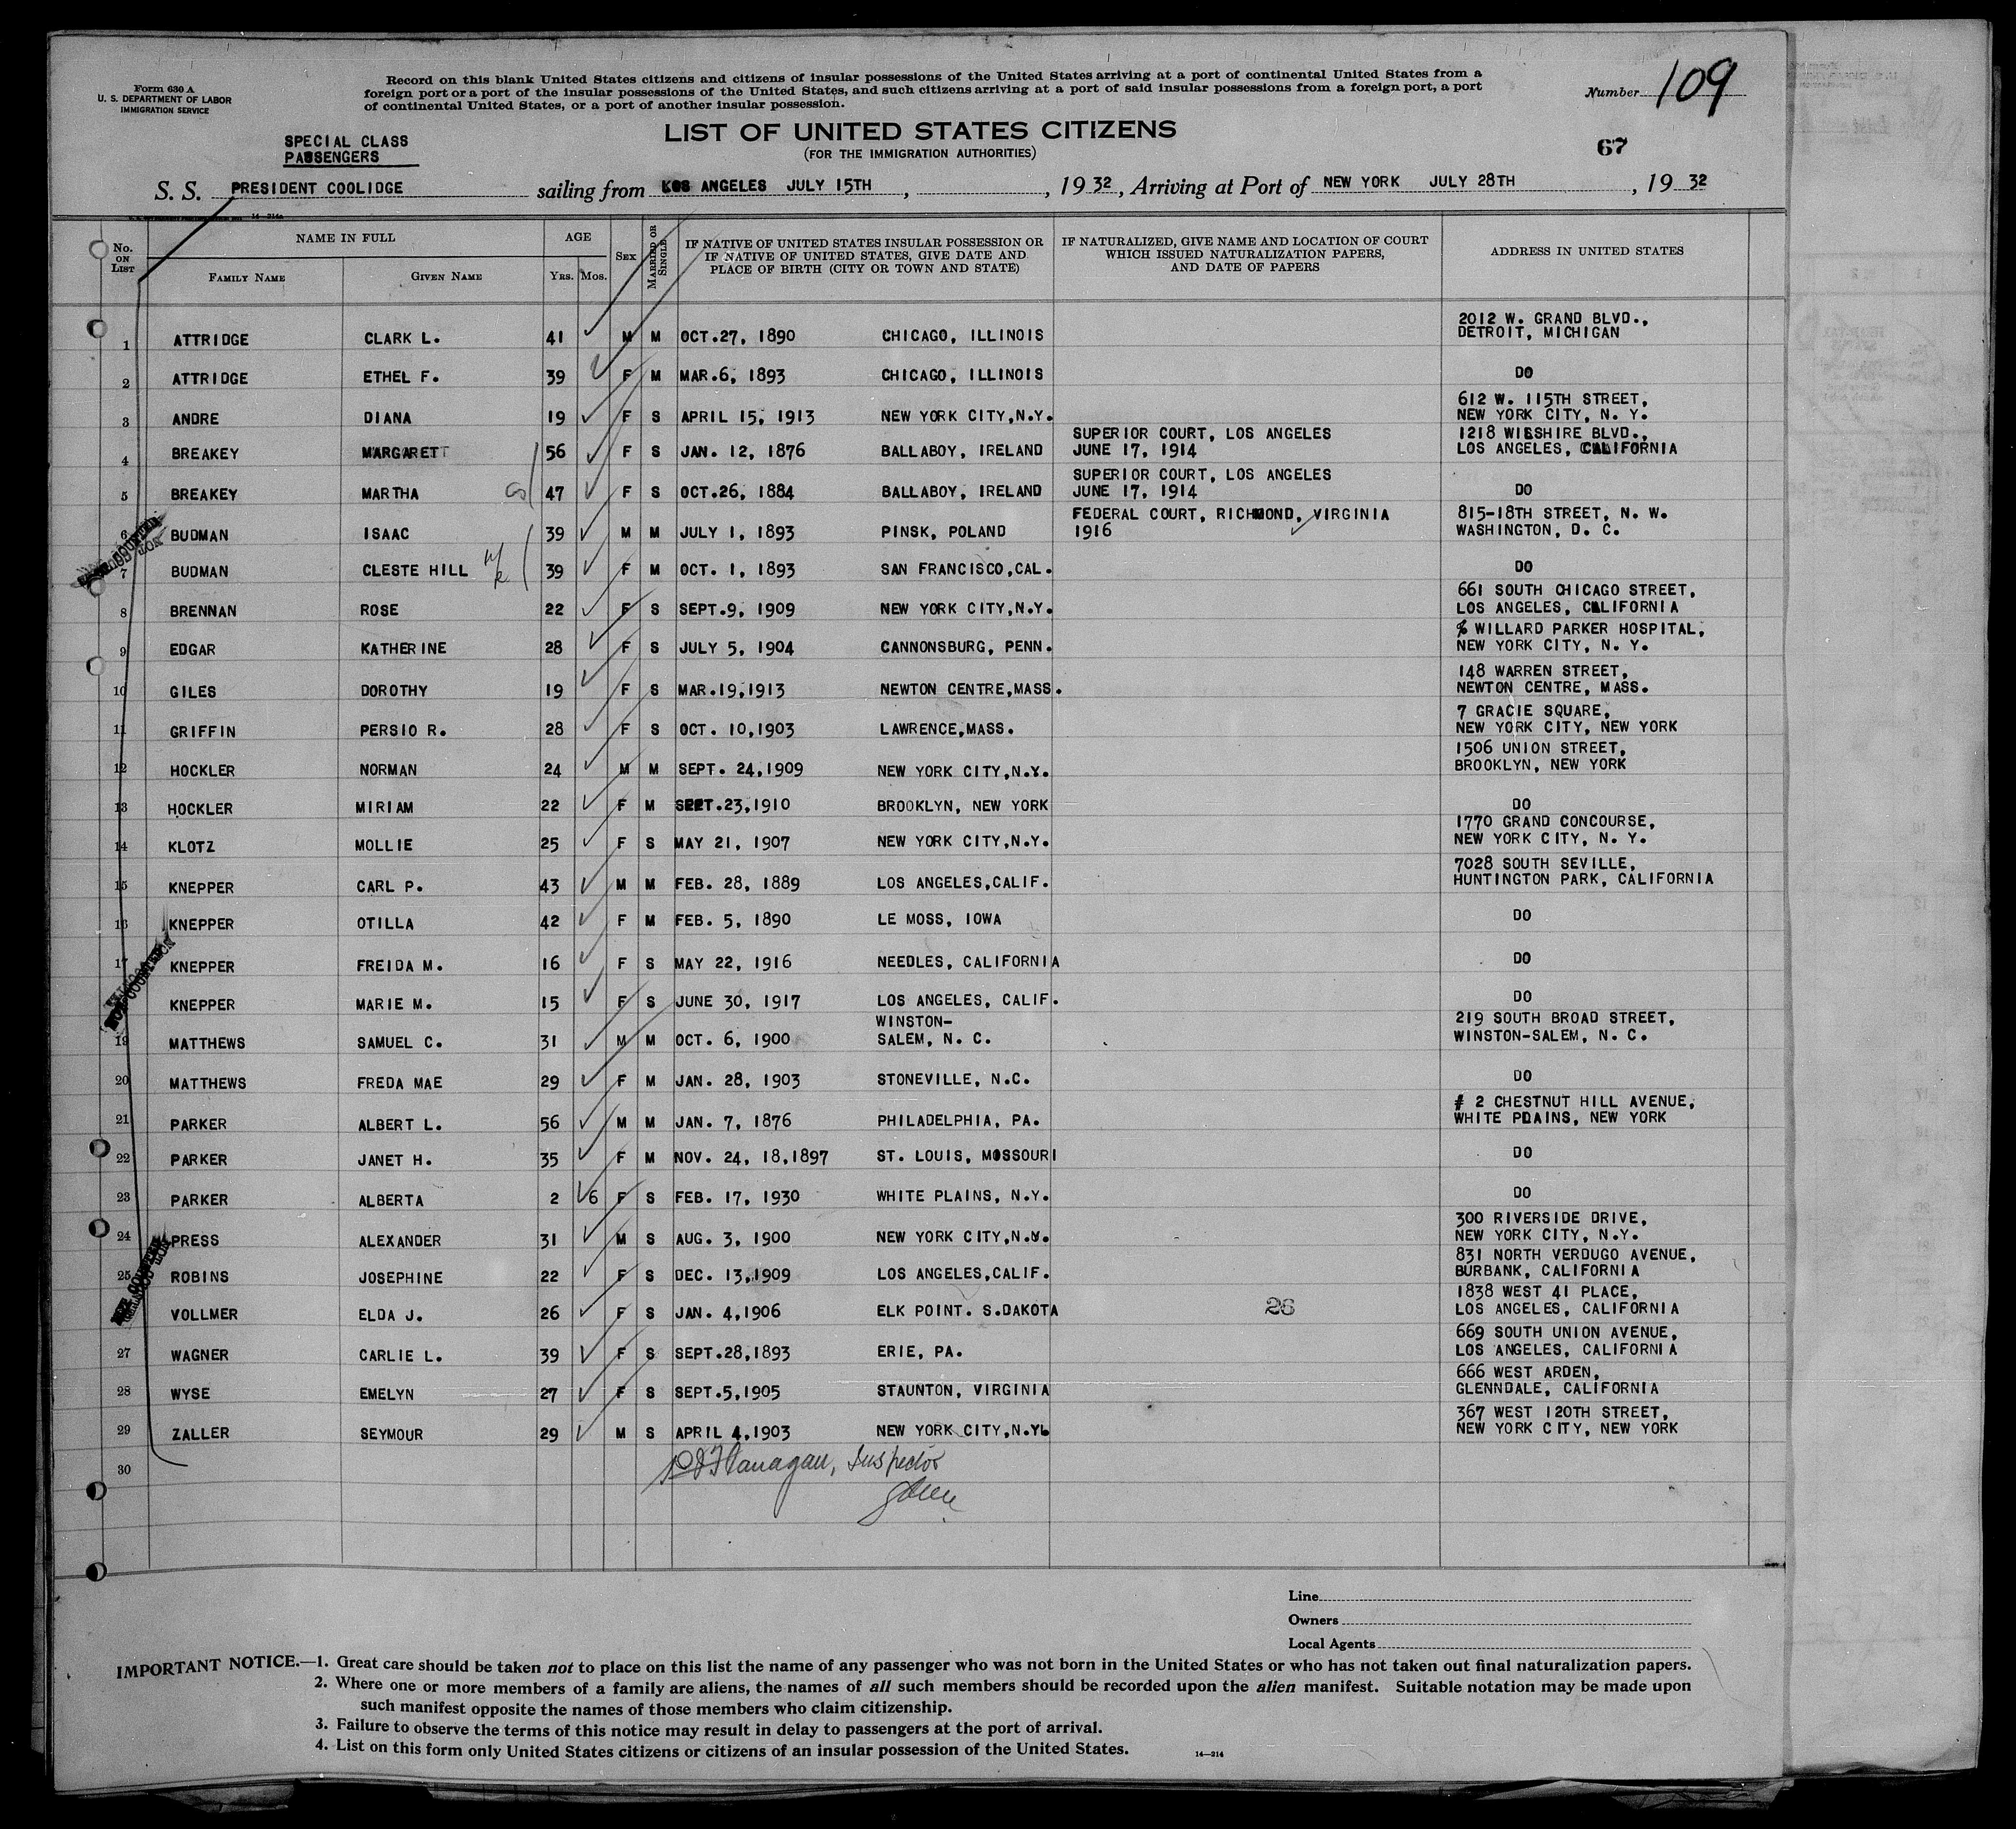 Form 630 A
U. S. DEPARTMENT OF LABOR
IMMIGRATION SERVICE
Record on this blank United States citizens and citizens of insular possessions of the United States arriving at a port of continental United States from a
foreign port or a port of the insular possessions of the United States, and such citizens arriving at a port of said insular possessions from a foreign port, a port
of continental United States, or a port of another insular possession.
Number 109
LIST OF UNITED STATES CITIZENS
(FOR THE IMMIGRATION AUTHORITIES)
67
SPECIAL CLASS
PASSENGERS
S. S. PRESIDENT COOLIDGE sailing from LOS ANGELES JULY 15TH , , 19 32, Arriving at Port of NEW YORK JULY 28TH , 19 32
14—214a
No. ON LIST
NAME IN FULL
FAMILY NAME GIVEN NAME
AGE
YRS. MOS.
SEX
MARRIED OR SINGLE
IF NATIVE OF UNITED STATES INSULAR POSSESSION OR
IF NATIVE OF UNITED STATES, GIVE DATE AND
PLACE OF BIRTH (CITY OR TOWN AND STATE)
IF NATURALIZED, GIVE NAME AND LOCATION OF COURT
WHICH ISSUED NATURALIZATION PAPERS,
AND DATE OF PAPERS
ADDRESS IN UNITED STATES
2012 W. GRAND BLVD.,
1 ATTRIDGE CLARK L. 41 M M OCT.27, 1890 CHICAGO, ILLINOIS DETROIT, MICHIGAN
2 ATTRIDGE ETHEL F. 39 F M MAR.6, 1893 CHICAGO, ILLINOIS DO
612 W. 115TH STREET,
3 ANDRE DIANA 19 F S APRIL 15, 1913 NEW YORK CITY,N.Y. NEW YORK CITY, N. Y.
SUPERIOR COURT, LOS ANGELES 1218 WILSHIRE BLVD.,
4 BREAKEY MARGARET 56 F S JAN. 12, 1876 BALLABOY, IRELAND JUNE 17, 1914 LOS ANGELES, CALIFORNIA
SUPERIOR COURT, LOS ANGELES
5 BREAKEY MARTHA 47 F S OCT.26, 1884 BALLABOY, IRELAND JUNE 17, 1914 DO
FEDERAL COURT, RICHMOND, VIRGINIA 815-18TH STREET, N. W.
6 BUDMAN ISAAC 39 M M JULY 1, 1893 PINSK, POLAND 1916 WASHINGTON, D. C.
7 BUDMAN CLESTE HILL 39 F M OCT. 1, 1893 SAN FRANCISCO,CAL. DO
661 SOUTH CHICAGO STREET,
8 BRENNAN ROSE 22 F S SEPT.9, 1909 NEW YORK CITY,N.Y. LOS ANGELES, CALIFORNIA
% WILLARD PARKER HOSPITAL,
9 EDGAR KATHERINE 28 F S JULY 5, 1904 CANNONSBURG, PENN. NEW YORK CITY, N. Y.
148 WARREN STREET,
10 GILES DOROTHY 19 F S MAR.19,1913 NEWTON CENTRE,MASS. NEWTON CENTRE, MASS.
7 GRACIE SQUARE,
11 GRIFFIN PERSIO R. 28 F S OCT. 10,1903 LAWRENCE,MASS. NEW YORK CITY, NEW YORK
1506 UNION STREET,
12 HOCKLER NORMAN 24 M M SEPT. 24,1909 NEW YORK CITY,N.Y. BROOKLYN, NEW YORK
13 HOCKLER MIRIAM 22 F M SEPT.23,1910 BROOKLYN, NEW YORK DO
1770 GRAND CONCOURSE,
14 KLOTZ MOLLIE 25 F S MAY 21, 1907 NEW YORK CITY,N.Y. NEW YORK CITY, N. Y.
7028 SOUTH SEVILLE,
15 KNEPPER CARL P. 43 M M FEB. 28, 1889 LOS ANGELES,CALIF. HUNTINGTON PARK, CALIFORNIA
16 KNEPPER OTILLA 42 F M FEB. 5, 1890 LE MOSS, IOWA DO
17 KNEPPER FREIDA M. 16 F S MAY 22, 1916 NEEDLES, CALIFORNIA DO
KNEPPER MARIE M. 15 F S JUNE 30, 1917 LOS ANGELES, CALIF. DO
WINSTON- 219 SOUTH BROAD STREET,
19 MATTHEWS SAMUEL C. 31 M M OCT. 6, 1900 SALEM, N. C. WINSTON-SALEM, N. C.
20 MATTHEWS FREDA MAE 29 F M JAN. 28, 1903 STONEVILLE, N.C. DO
# 2 CHESTNUT HILL AVENUE,
21 PARKER ALBERT L. 56 M M JAN. 7, 1876 PHILADELPHIA, PA. WHITE PLAINS, NEW YORK
22 PARKER JANET H. 35 F M NOV. 24, 18,1897 ST. LOUIS, MOSSOURI DO
23 PARKER ALBERTA 2 6 F S FEB. 17, 1930 WHITE PLAINS, N.Y. DO
300 RIVERSIDE DRIVE,
24 PRESS ALEXANDER 31 M S AUG. 3, 1900 NEW YORK CITY,N.Y. NEW YORK CITY, N.Y.
831 NORTH VERDUGO AVENUE,
25 ROBINS JOSEPHINE 22 F S DEC. 13,1909 LOS ANGELES,CALIF. BURBANK, CALIFORNIA
1838 WEST 41 PLACE,
VOLLMER ELDA J. 26 F S JAN. 4,1906 ELK POINT. S.DAKOTA 26 LOS ANGELES, CALIFORNIA
669 SOUTH UNION AVENUE,
27 WAGNER CARLIE L. 39 F S SEPT.28,1893 ERIE, PA. LOS ANGELES, CALIFORNIA
666 WEST ARDEN,
28 WYSE EMELYN 27 F S SEPT.5,1905 STAUNTON, VIRGINIA GLENNDALE, CALIFORNIA
367 WEST 120TH STREET,
29 ZALLER SEYMOUR 29 M S APRIL 4,1903 NEW YORK CITY,N.Y. NEW YORK CITY, NEW YORK
30 Flanagan, Inspector
Line
Owners
Local Agents
IMPORTANT NOTICE.—1. Great care should be taken not to place on this list the name of any passenger who was not born in the United States or who has not taken out final naturalization papers.
2. Where one or more members of a family are aliens, the names of all such members should be recorded upon the alien manifest. Suitable notation may be made upon
such manifest opposite the names of those members who claim citizenship.
3. Failure to observe the terms of this notice may result in delay to passengers at the port of arrival.
4. List on this form only United States citizens or citizens of an insular possession of the United States.
14—214